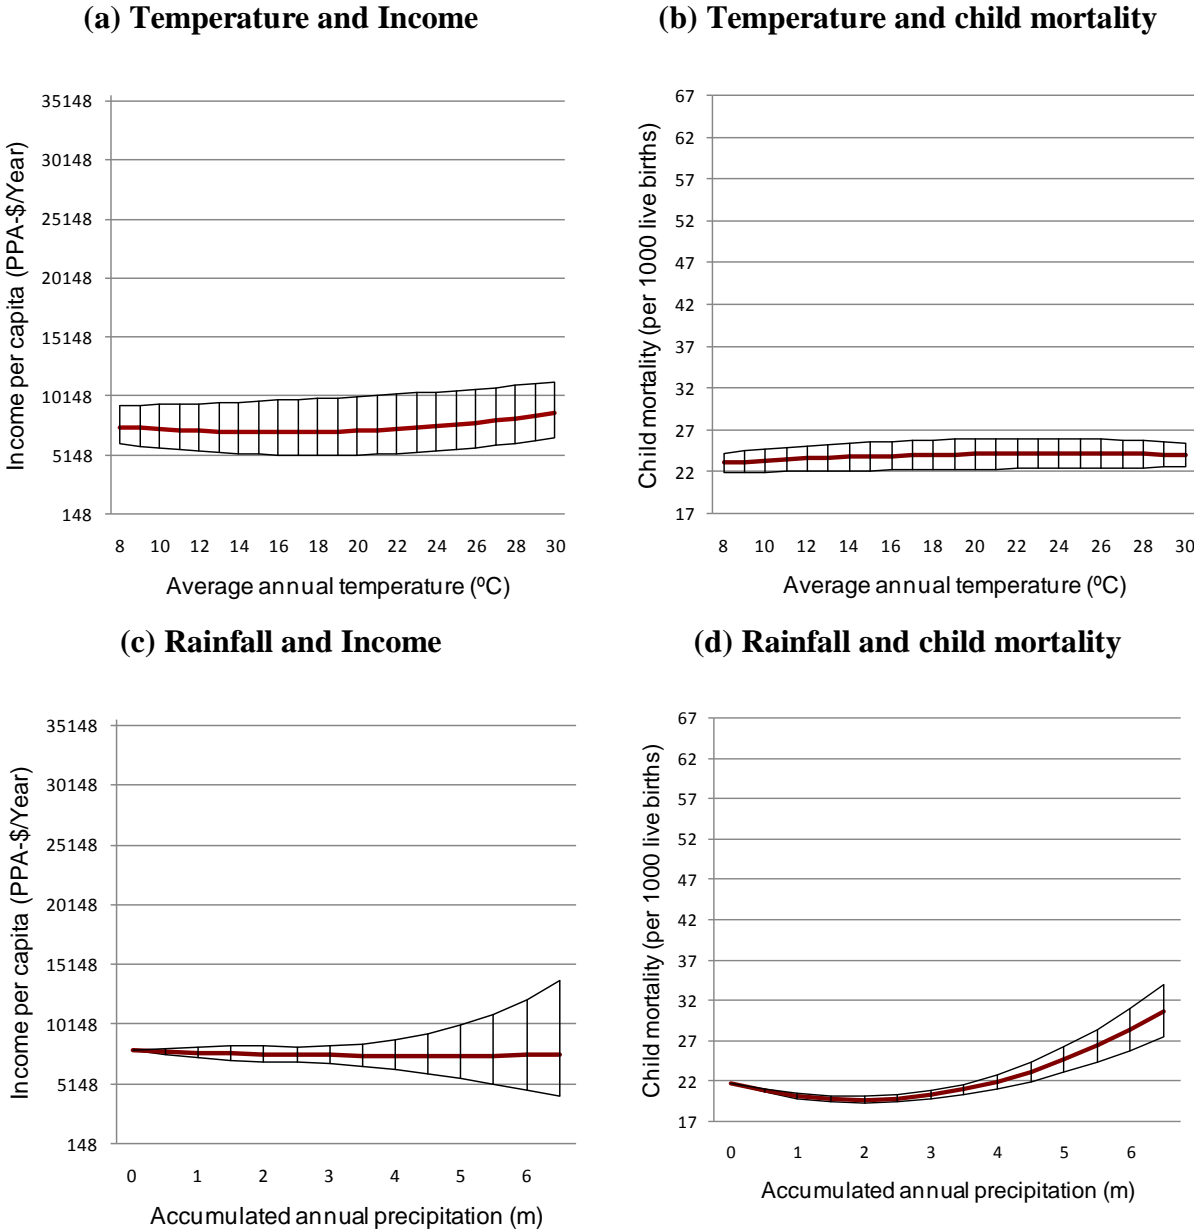 (a) Temperature and Income
35148
30148
25148
20148
15148
10148
5148
148
Income per capita (PPA-$/Year)
8 10 12 14 16 18 20 22 24 26 28 30
Average annual temperature (ºC)
(b) Temperature and child mortality
67
62
57
52
47
42
37
32
27
22
17
Child mortality (per 1000 live births)
8 10 12 14 16 18 20 22 24 26 28 30
Average annual temperature (ºC)
(c) Rainfall and Income
35148
30148
25148
20148
15148
10148
5148
148
Income per capita (PPA-$/Year)
0 1 2 3 4 5 6
Accumulated annual precipitation (m)
(d) Rainfall and child mortality
67
62
57
52
47
42
37
32
27
22
17
Child mortality (per 1000 live births)
0 1 2 3 4 5 6
Accumulated annual precipitation (m)